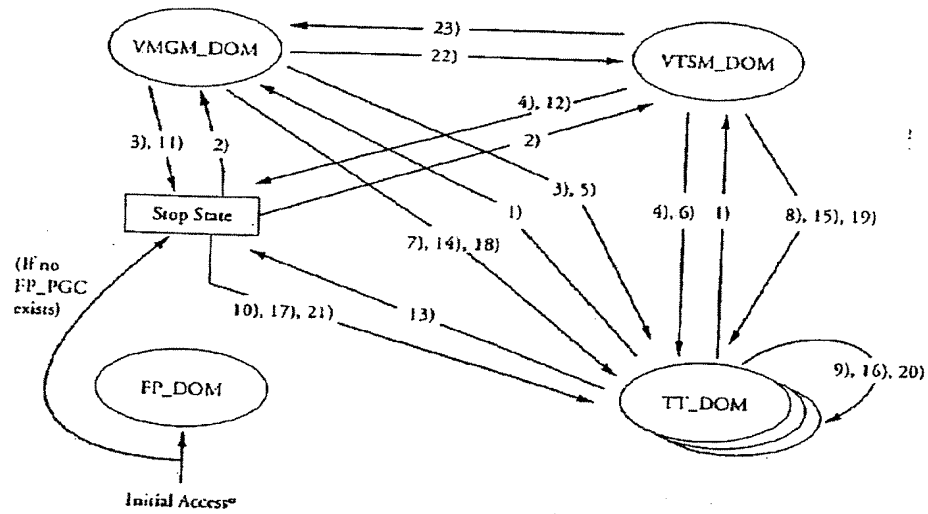 23)
VMGM_DOM
22)
VTSM_DOM
4), 12)
3), 11)
2)
2)
3), 5)
Stop State
1)
4), 6)
1)
8), 15), 19)
7), 14), 18)
(If no
FP_PGC
exists)
10), 17), 21)
13)
9), 16), 20)
FP_DOM
TT_DOM
Initial Access